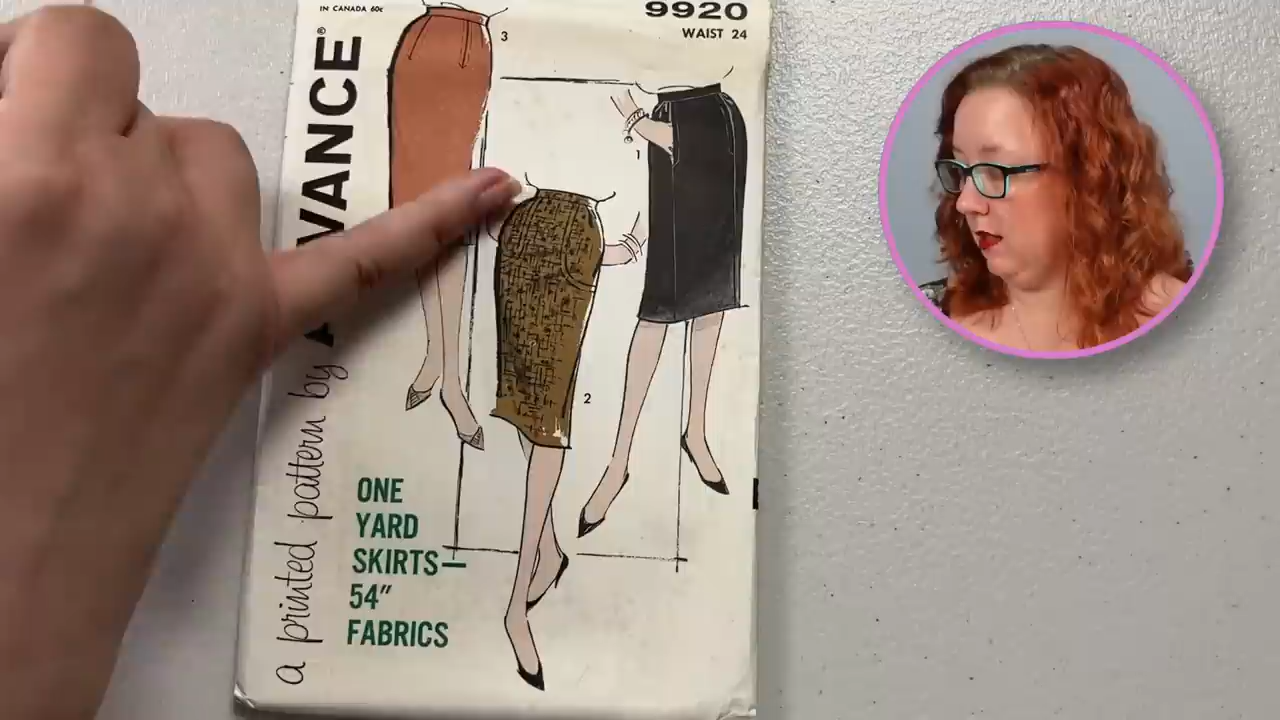 IN CANADA 60¢
9920
WAIST 24
3
1
2
a printed pattern by
VANCE®
ONE
YARD
SKIRTS—
54"
FABRICS